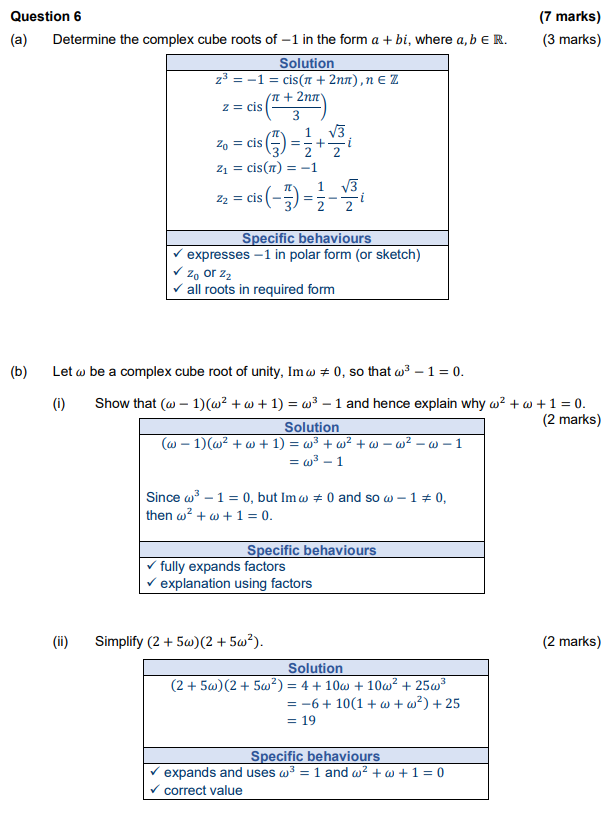 Question 6 (7 marks)
(a) Determine the complex cube roots of −1 in the form a + bi, where a, b ∈ ℝ. (3 marks)
Solution
z³ = −1 = cis(π + 2nπ) , n ∈ ℤ
z = cis((π + 2nπ)/3)
z₀ = cis(π/3) = 1/2 + √3/2 i
z₁ = cis(π) = −1
z₂ = cis(−π/3) = 1/2 − √3/2 i
Specific behaviours
✓ expresses −1 in polar form (or sketch)
✓ z₀ or z₂
✓ all roots in required form
(b) Let ω be a complex cube root of unity, Im ω ≠ 0, so that ω³ − 1 = 0.
(i) Show that (ω − 1)(ω² + ω + 1) = ω³ − 1 and hence explain why ω² + ω + 1 = 0.
(2 marks)
Solution
(ω − 1)(ω² + ω + 1) = ω³ + ω² + ω − ω² − ω − 1
= ω³ − 1
Since ω³ − 1 = 0, but Im ω ≠ 0 and so ω − 1 ≠ 0,
then ω² + ω + 1 = 0.
Specific behaviours
✓ fully expands factors
✓ explanation using factors
(ii) Simplify (2 + 5ω)(2 + 5ω²). (2 marks)
Solution
(2 + 5ω)(2 + 5ω²) = 4 + 10ω + 10ω² + 25ω³
= −6 + 10(1 + ω + ω²) + 25
= 19
Specific behaviours
✓ expands and uses ω³ = 1 and ω² + ω + 1 = 0
✓ correct value